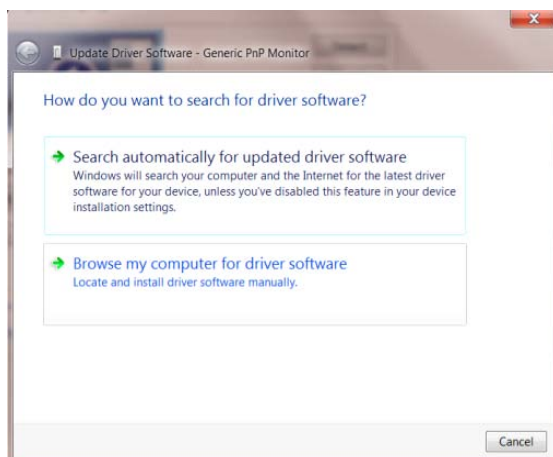 Update Driver Software - Generic PnP Monitor
How do you want to search for driver software?
Search automatically for updated driver software
Windows will search your computer and the Internet for the latest driver
software for your device, unless you've disabled this feature in your device
installation settings.
Browse my computer for driver software
Locate and install driver software manually.
Cancel